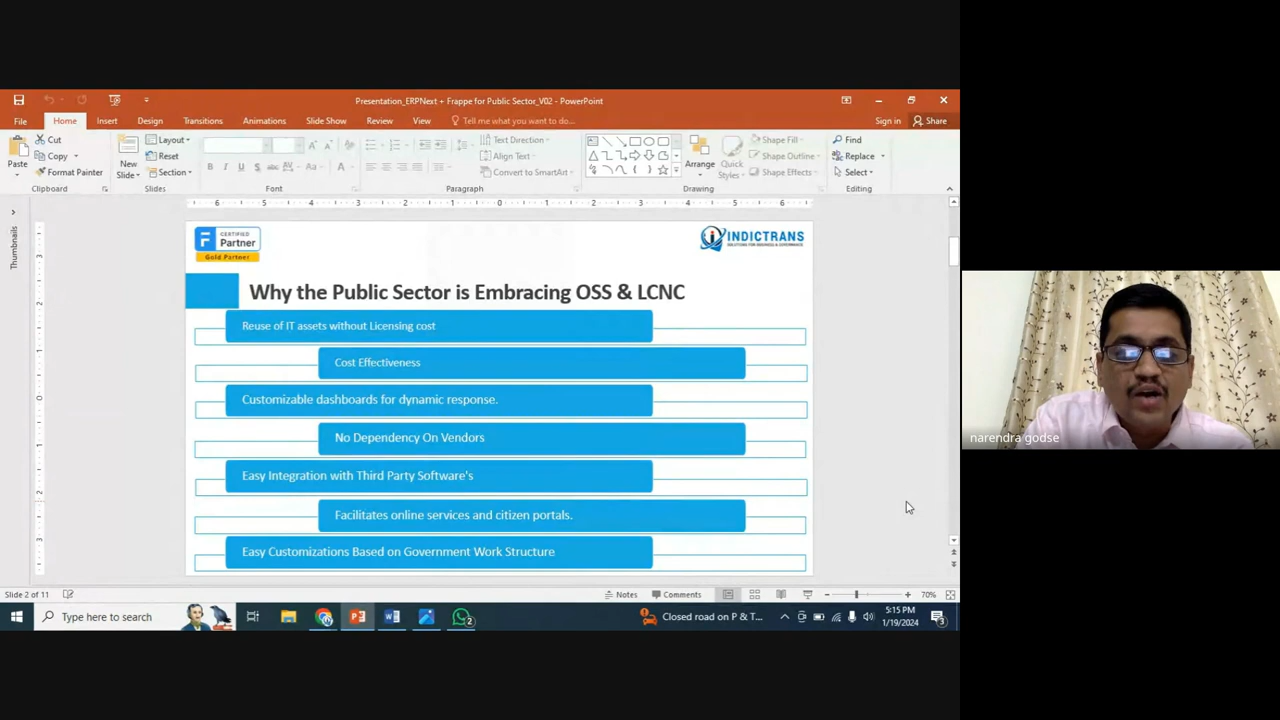 Presentation_ERPNext + Frappe for Public Sector_V02 - PowerPoint
File Home Insert Design Transitions Animations Slide Show Review View Tell me what you want to do... Sign in Share
Cut
Copy
Format Painter
Paste
Clipboard
New Slide
Layout
Reset
Section
Slides
Font
Text Direction
Align Text
Convert to SmartArt
Paragraph
Arrange
Quick Styles
Shape Fill
Shape Outline
Shape Effects
Drawing
Find
Replace
Select
Editing
Thumbnails
CERTIFIED
Partner
Gold Partner
INDICTRANS
SOLUTIONS FOR BUSINESS & GOVERNANCE
Why the Public Sector is Embracing OSS & LCNC
Reuse of IT assets without Licensing cost
Cost Effectiveness
Customizable dashboards for dynamic response.
No Dependency On Vendors
Easy Integration with Third Party Software's
Facilitates online services and citizen portals.
Easy Customizations Based on Government Work Structure
narendra godse
Slide 2 of 11 Notes Comments 70%
Type here to search Closed road on P & T... 5:15 PM
1/19/2024